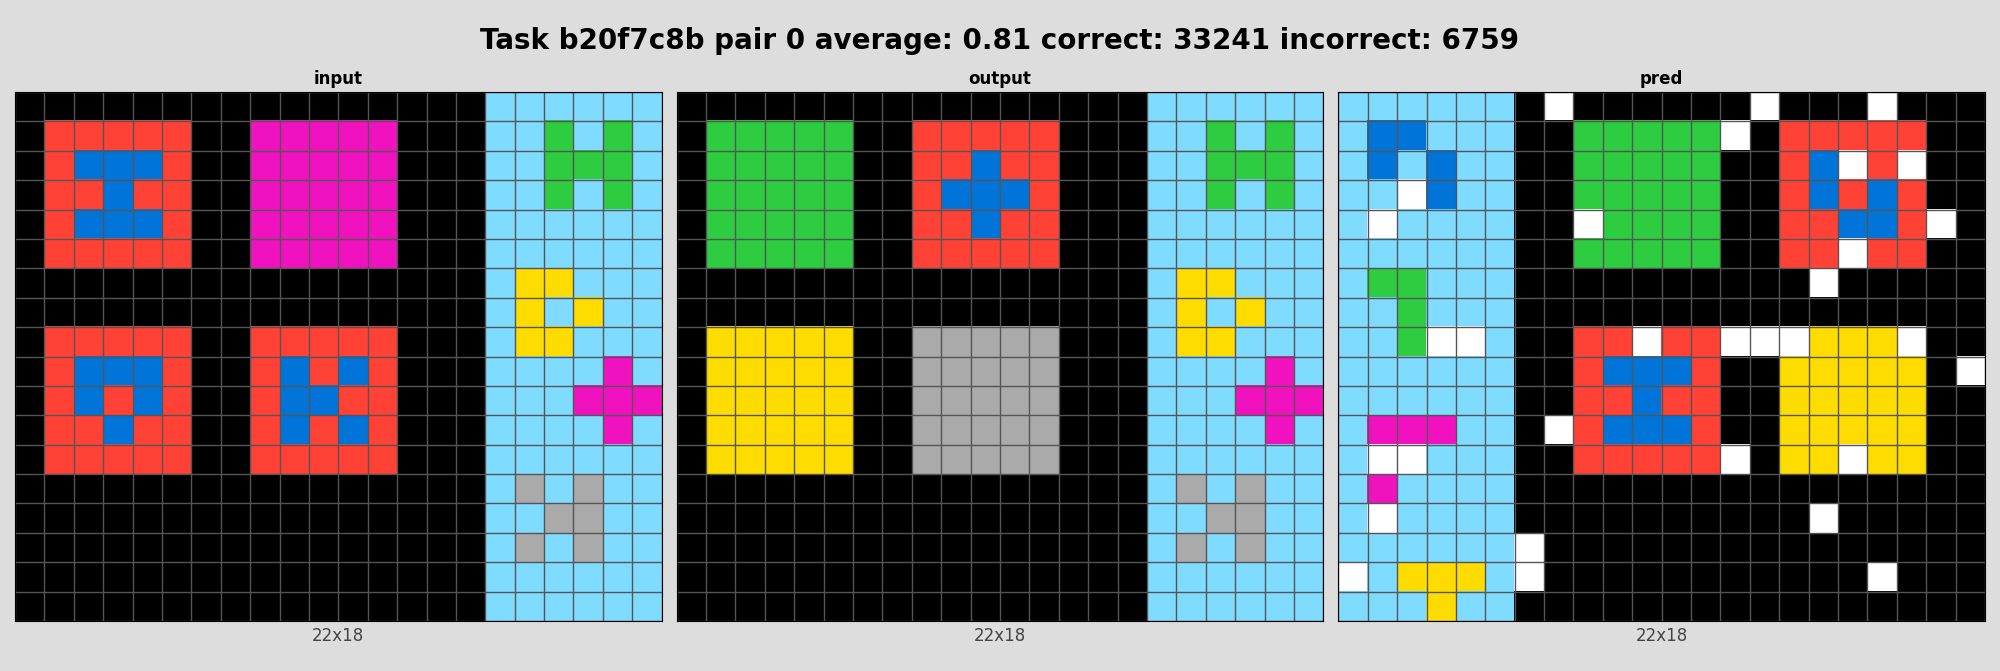 Task b20f7c8b pair 0 average: 0.81 correct: 33241 incorrect: 6759
input
output
pred
22x18
22x18
22x18